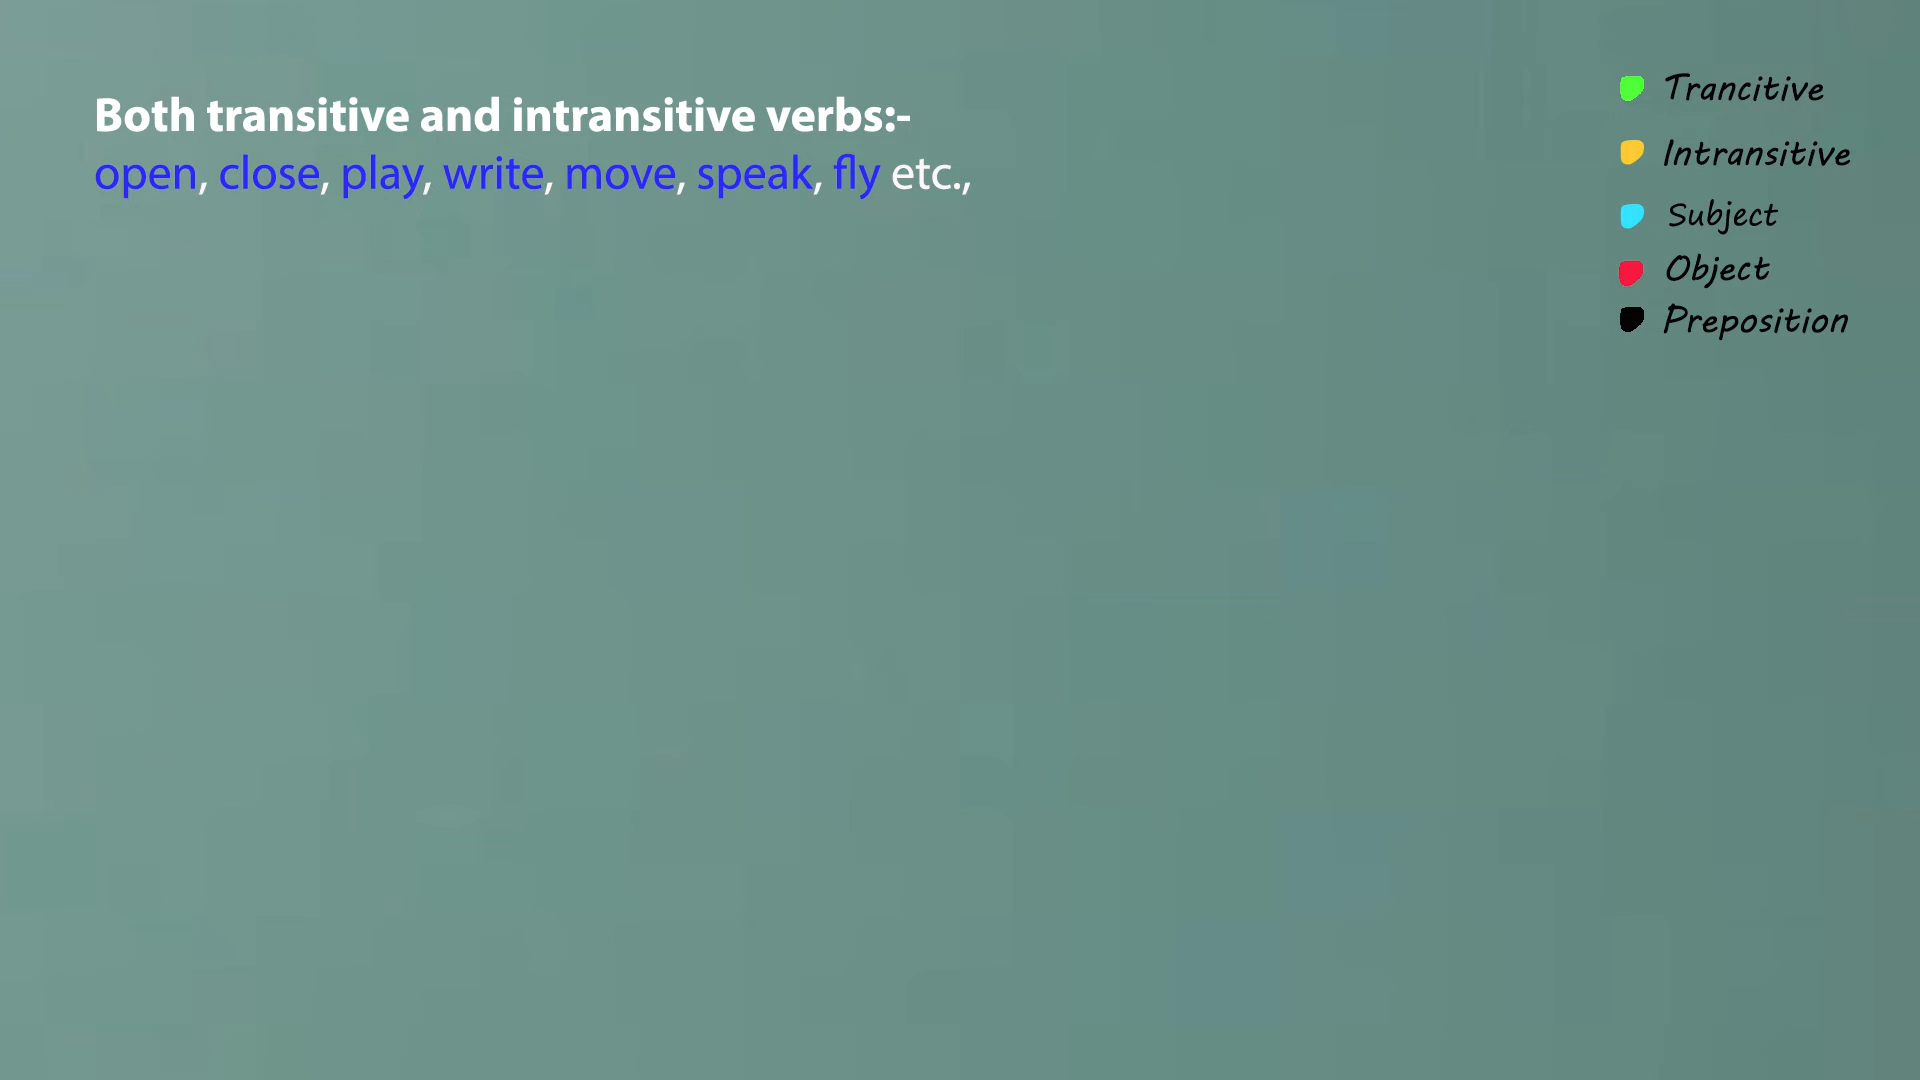 Both transitive and intransitive verbs:-
open, close, play, write, move, speak, fly etc.,
Trancitive
Intransitive
Subject
Object
Preposition